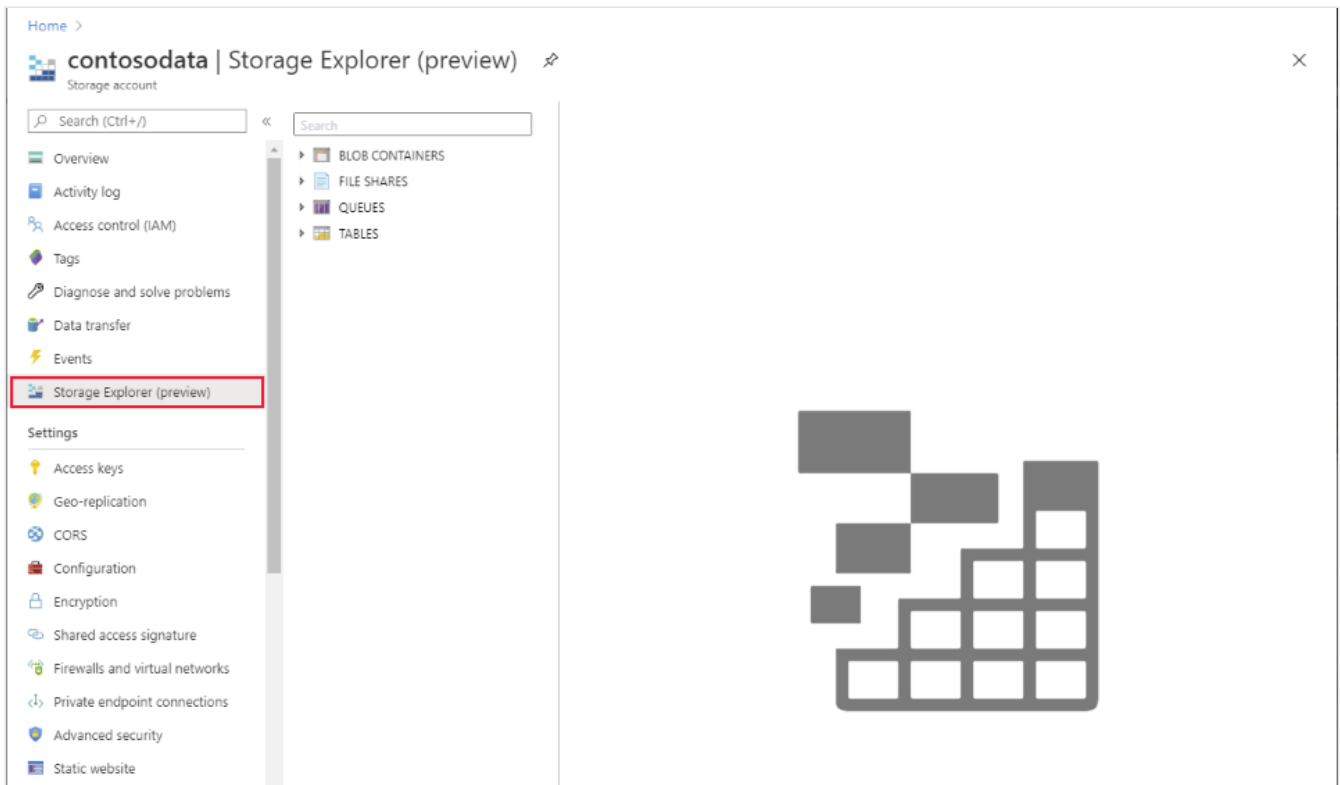 Home >
contosodata | Storage Explorer (preview)
Storage account
Search (Ctrl+/)
«
Overview
Activity log
Access control (IAM)
Tags
Diagnose and solve problems
Data transfer
Events
Storage Explorer (preview)
Settings
Access keys
Geo-replication
CORS
Configuration
Encryption
Shared access signature
Firewalls and virtual networks
Private endpoint connections
Advanced security
Static website
Search
BLOB CONTAINERS
FILE SHARES
QUEUES
TABLES